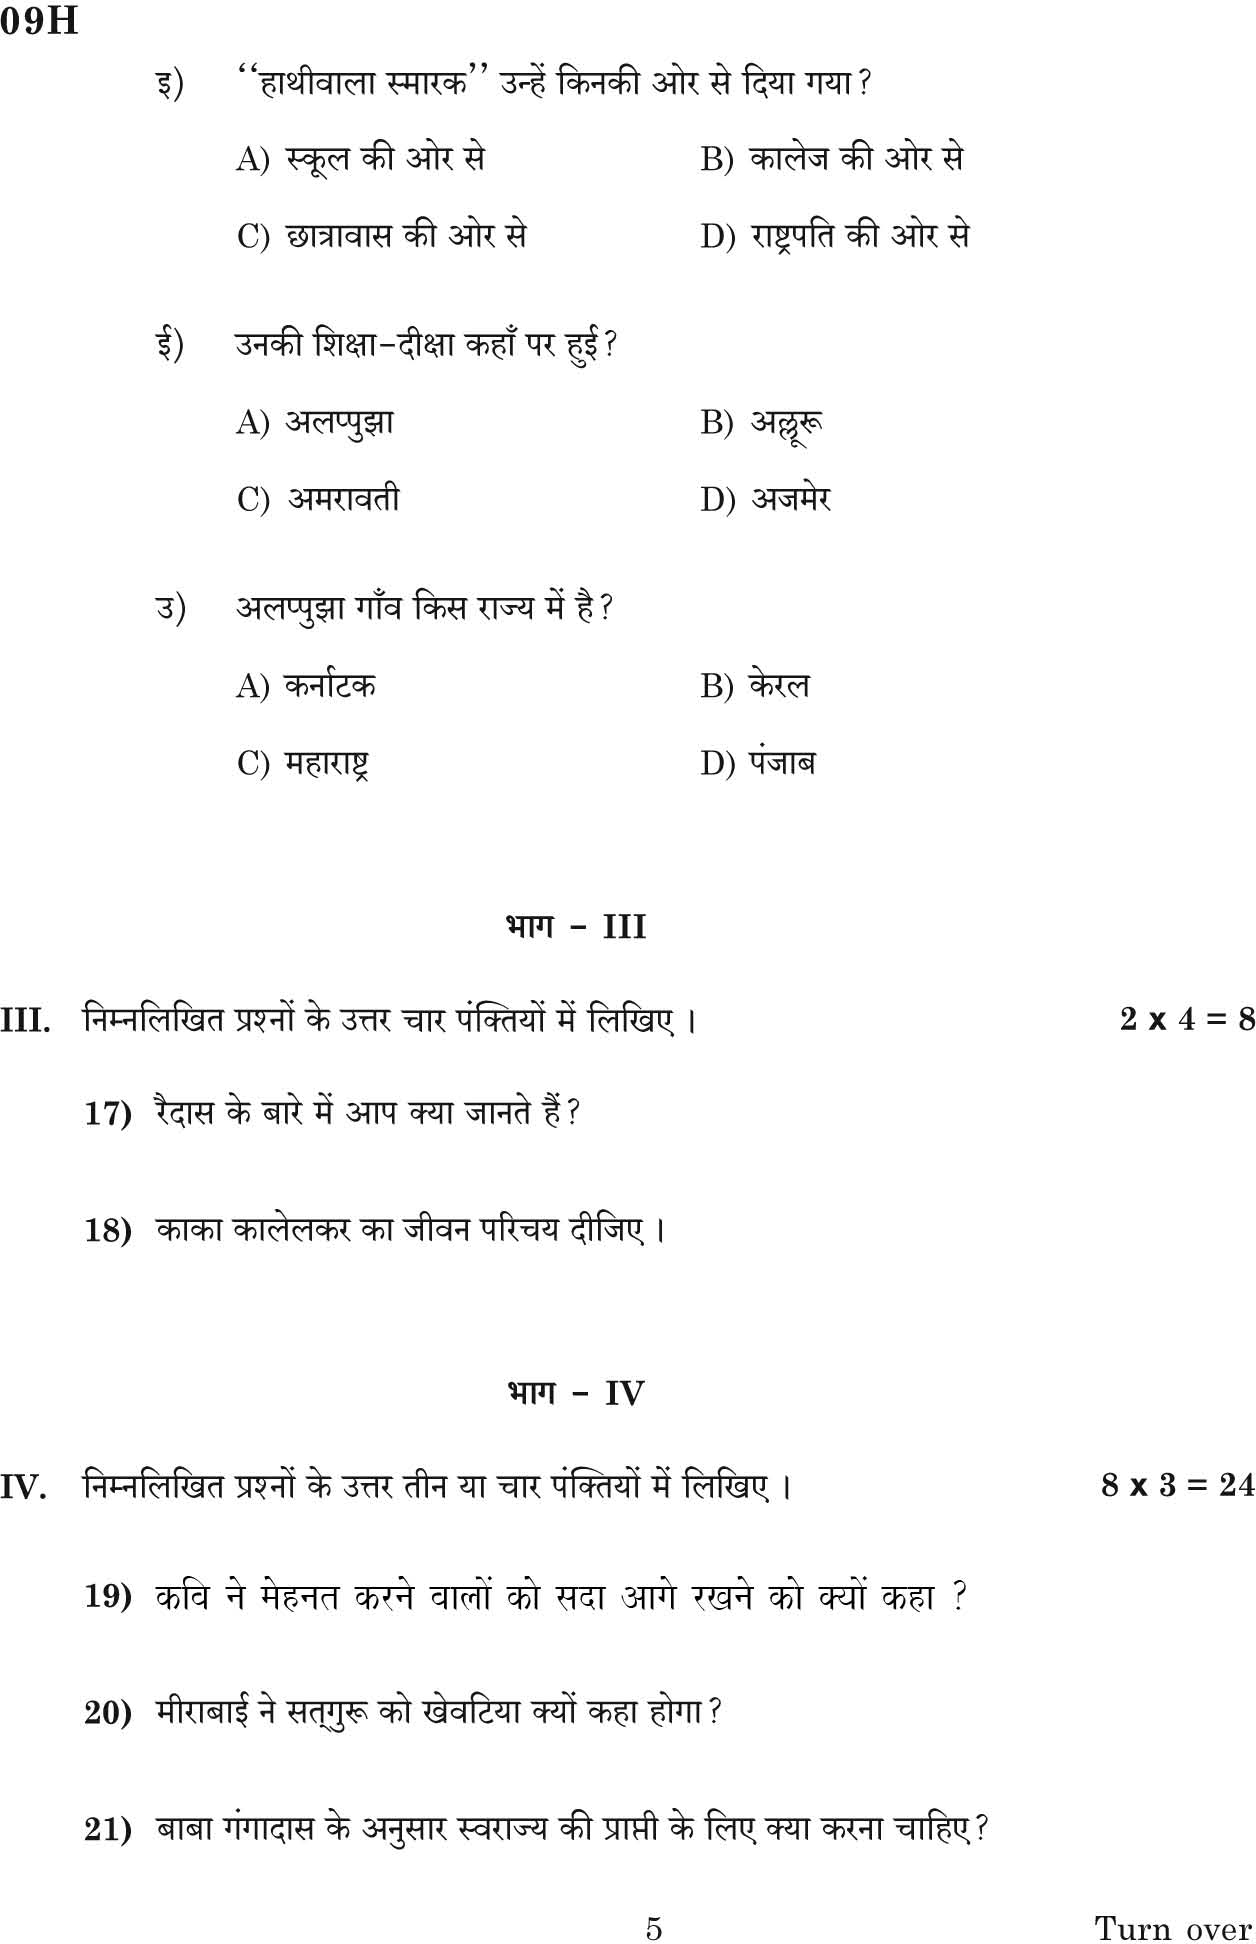 09H
इ) ‘‘हाथीवाला स्मारक’’ उन्हें किनकी ओर से दिया गया?
A) स्कूल की ओर से B) कालेज की ओर से
C) छात्रावास की ओर से D) राष्ट्रपति की ओर से
ई) उनकी शिक्षा-दीक्षा कहाँ पर हुई?
A) अलप्पुझा B) अल्लूरू
C) अमरावती D) अजमेर
उ) अलप्पुझा गाँव किस राज्य में है?
A) कर्नाटक B) केरल
C) महाराष्ट्र D) पंजाब
भाग - III
III. निम्नलिखित प्रश्नों के उत्तर चार पंक्तियों में लिखिए। 2 x 4 = 8
17) रैदास के बारे में आप क्या जानते हैं?
18) काका कालेलकर का जीवन परिचय दीजिए।
भाग - IV
IV. निम्नलिखित प्रश्नों के उत्तर तीन या चार पंक्तियों में लिखिए। 8 x 3 = 24
19) कवि ने मेहनत करने वालों को सदा आगे रखने को क्यों कहा ?
20) मीराबाई ने सत्‌गुरू को खेवटिया क्यों कहा होगा?
21) बाबा गंगादास के अनुसार स्वराज्य की प्राप्ती के लिए क्या करना चाहिए?
5 Turn over